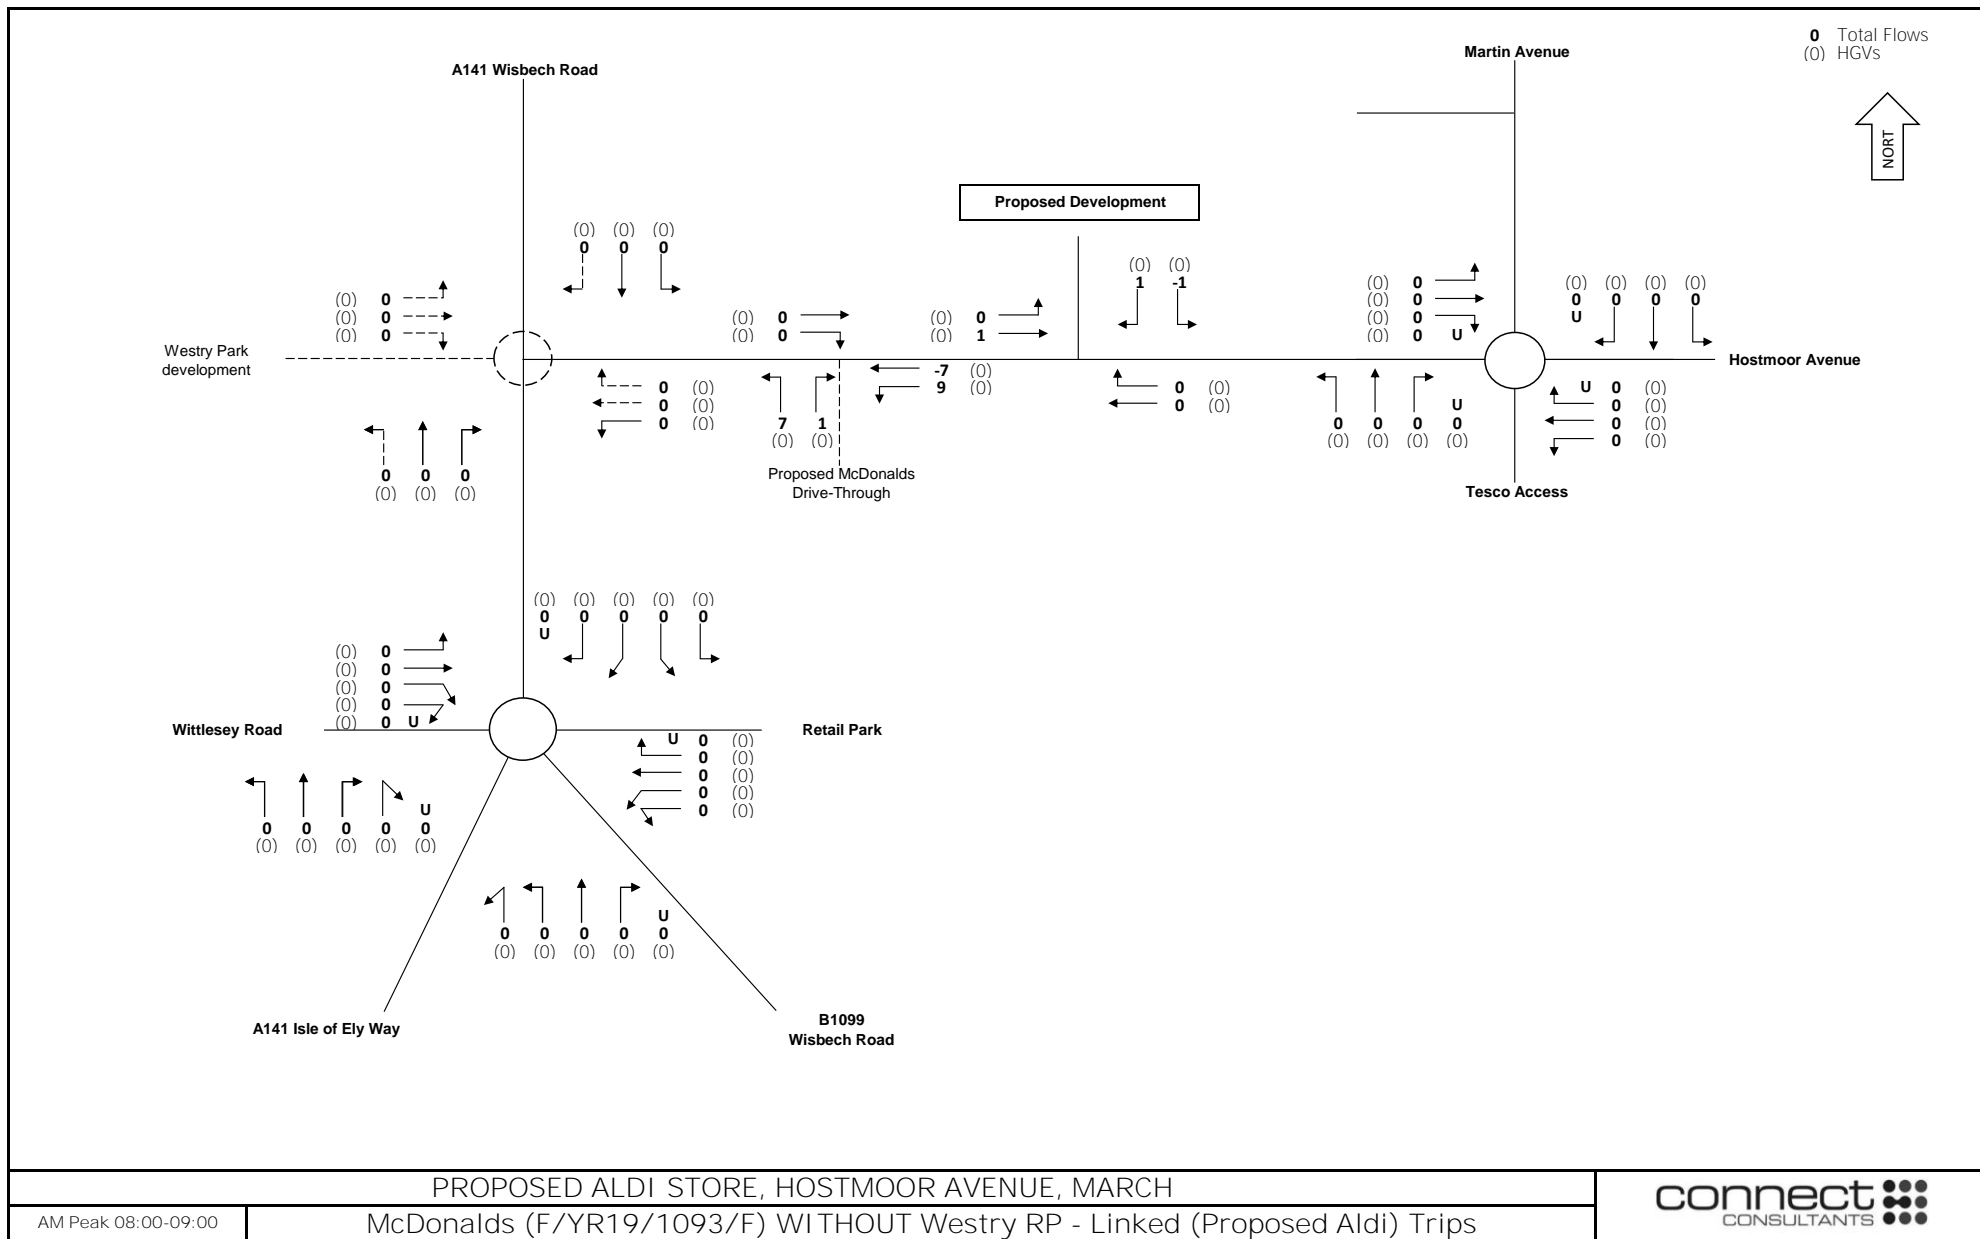 0 Total Flows
(0) HGVs
NORT
A141 Wisbech Road
Martin Avenue
Proposed Development
(0) (0) (0)
0 0 0
(0) 0
(0) 0
(0) 0
Westry Park
development
0 (0)
0 (0)
0 (0)
0 0 0
(0) (0) (0)
(0) 0
(0) 0
7 1
(0) (0)
Proposed McDonalds
Drive-Through
(0) 0
(0) 1
-7 (0)
9 (0)
(0) (0)
1 -1
0 (0)
0 (0)
(0) 0
(0) 0
(0) 0
(0) 0 U
(0) (0) (0) (0)
0 0 0 0
U
Hostmoor Avenue
U
0 0 0 0
(0) (0) (0) (0)
U 0 (0)
0 (0)
0 (0)
0 (0)
Tesco Access
(0) (0) (0) (0) (0)
0 0 0 0 0
U
(0) 0
(0) 0
(0) 0
(0) 0
(0) 0 U
Wittlesey Road
Retail Park
U 0 (0)
0 (0)
0 (0)
0 (0)
0 (0)
U
0 0 0 0 0
(0) (0) (0) (0) (0)
U
0 0 0 0 0
(0) (0) (0) (0) (0)
A141 Isle of Ely Way
B1099
Wisbech Road
PROPOSED ALDI STORE, HOSTMOOR AVENUE, MARCH
AM Peak 08:00-09:00
McDonalds (F/YR19/1093/F) WITHOUT Westry RP - Linked (Proposed Aldi) Trips
connect
CONSULTANTS